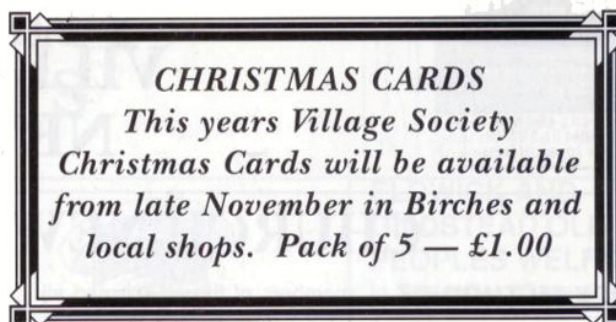 CHRISTMAS CARDS
This years Village Society
Christmas Cards will be available
from late November in Birches and
local shops.  Pack of 5 — £1.00